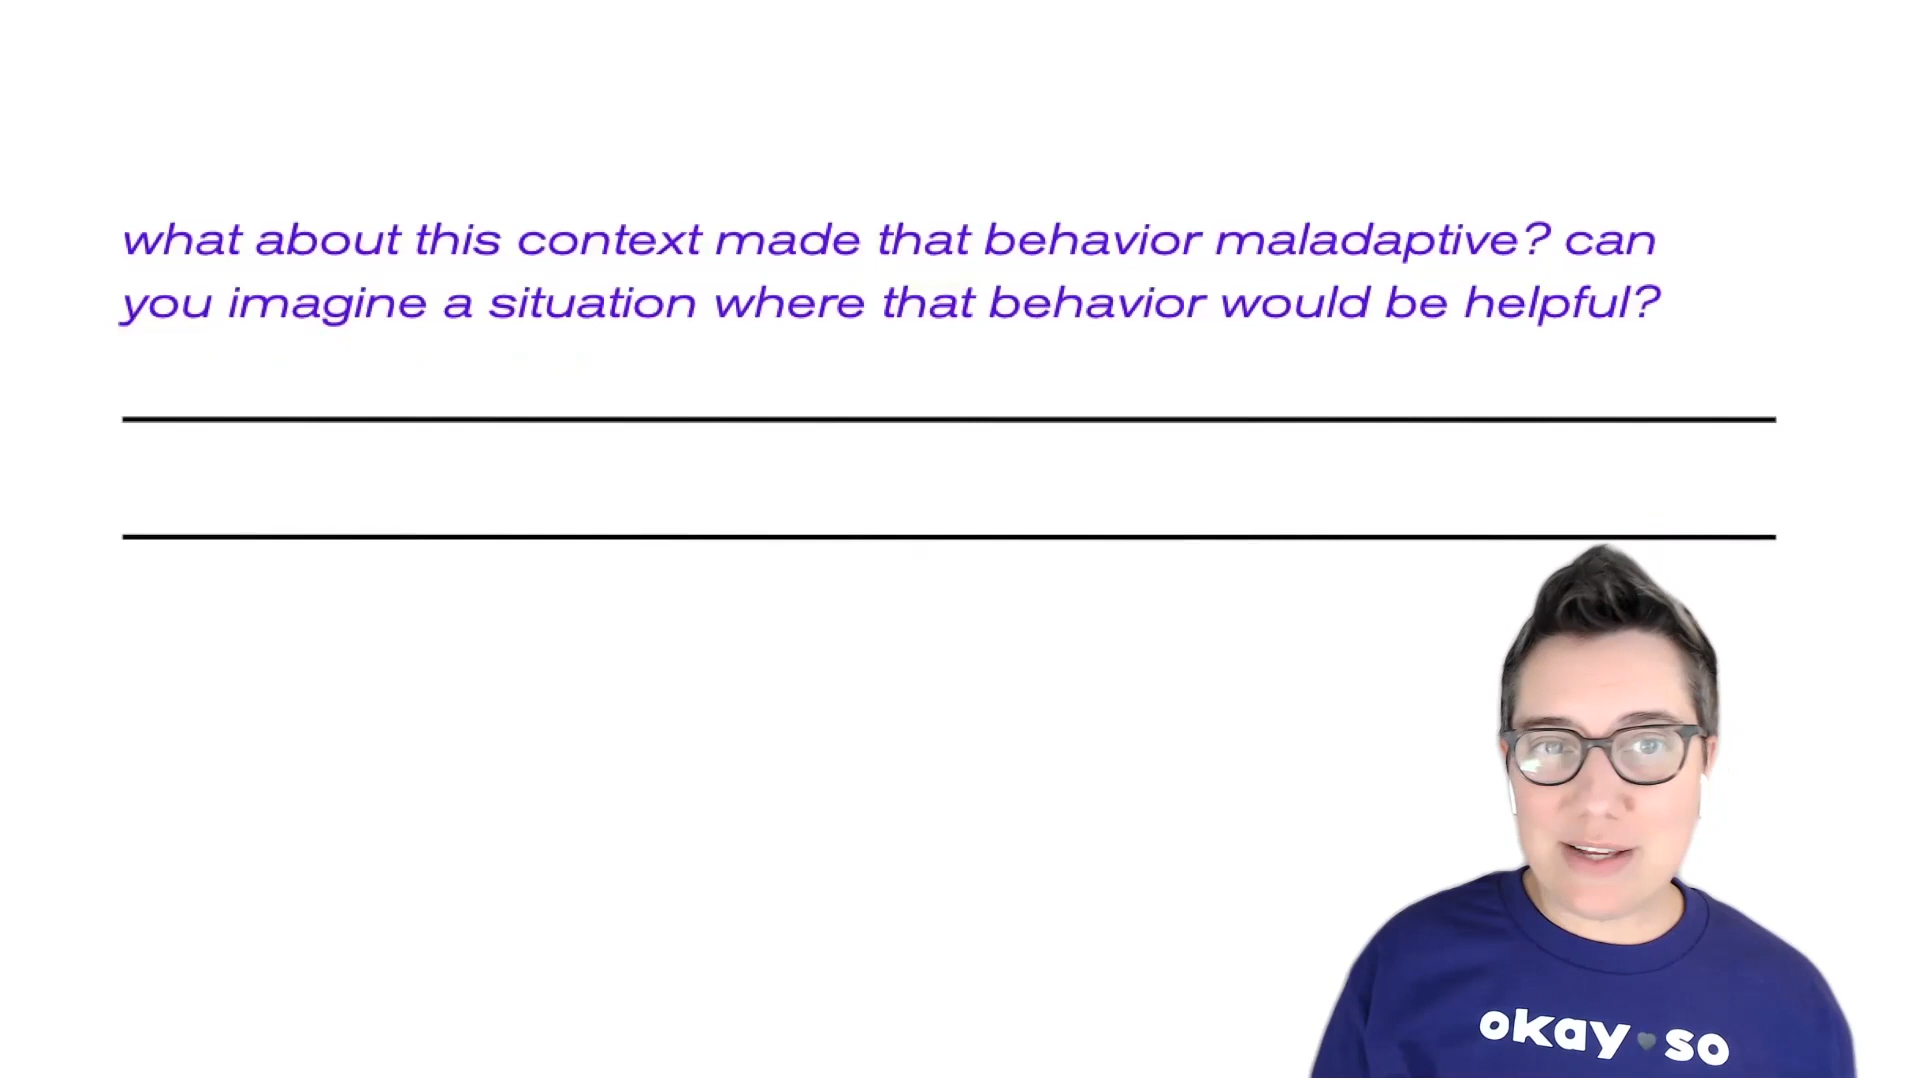 what about this context made that behavior maladaptive? can
you imagine a situation where that behavior would be helpful?
okay so